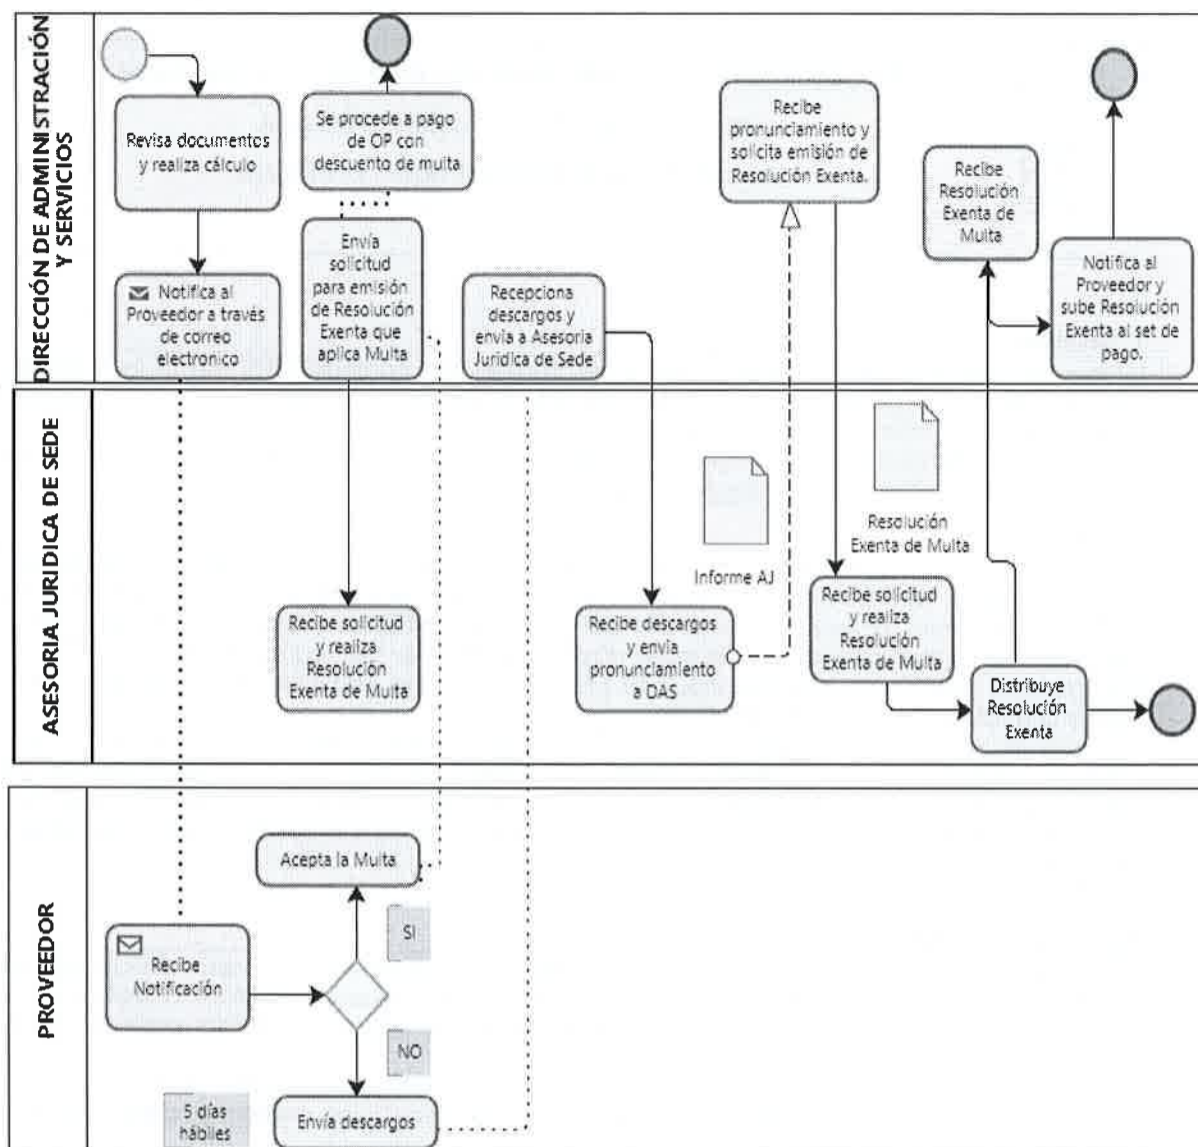 DIRECCIÓN DE ADMINISTRACIÓN
Y SERVICIOS
Revisa documentos
y realiza cálculo
Notifica al
Proveedor a través
de correo
electronico
Se procede a pago
de OP con
descuento de multa
Envía
solicitud
para emisión
de Resolución
Exenta que
aplica Multa
Recepciona
descargos y
envia a Asesoria
Juridica de Sede
Recibe
pronunciamiento y
solicita emisión de
Resolución Exenta.
Recibe
Resolución
Exenta de
Multa
Notifica al
Proveedor y
sube Resolución
Exenta al set de
pago.
ASESORIA JURIDICA DE SEDE
Recibe solicitud
y realiza
Resolución
Exenta de Multa
Recibe descargos
y envia
pronunciamiento
a DAS
Informe AJ
Resolución
Exenta de Multa
Recibe solicitud
y realiza
Resolución
Exenta de Multa
Distribuye
Resolución
Exenta
PROVEEDOR
Recibe
Notificación
Acepta la Multa
SI
NO
5 días
hábiles
Envía descargos